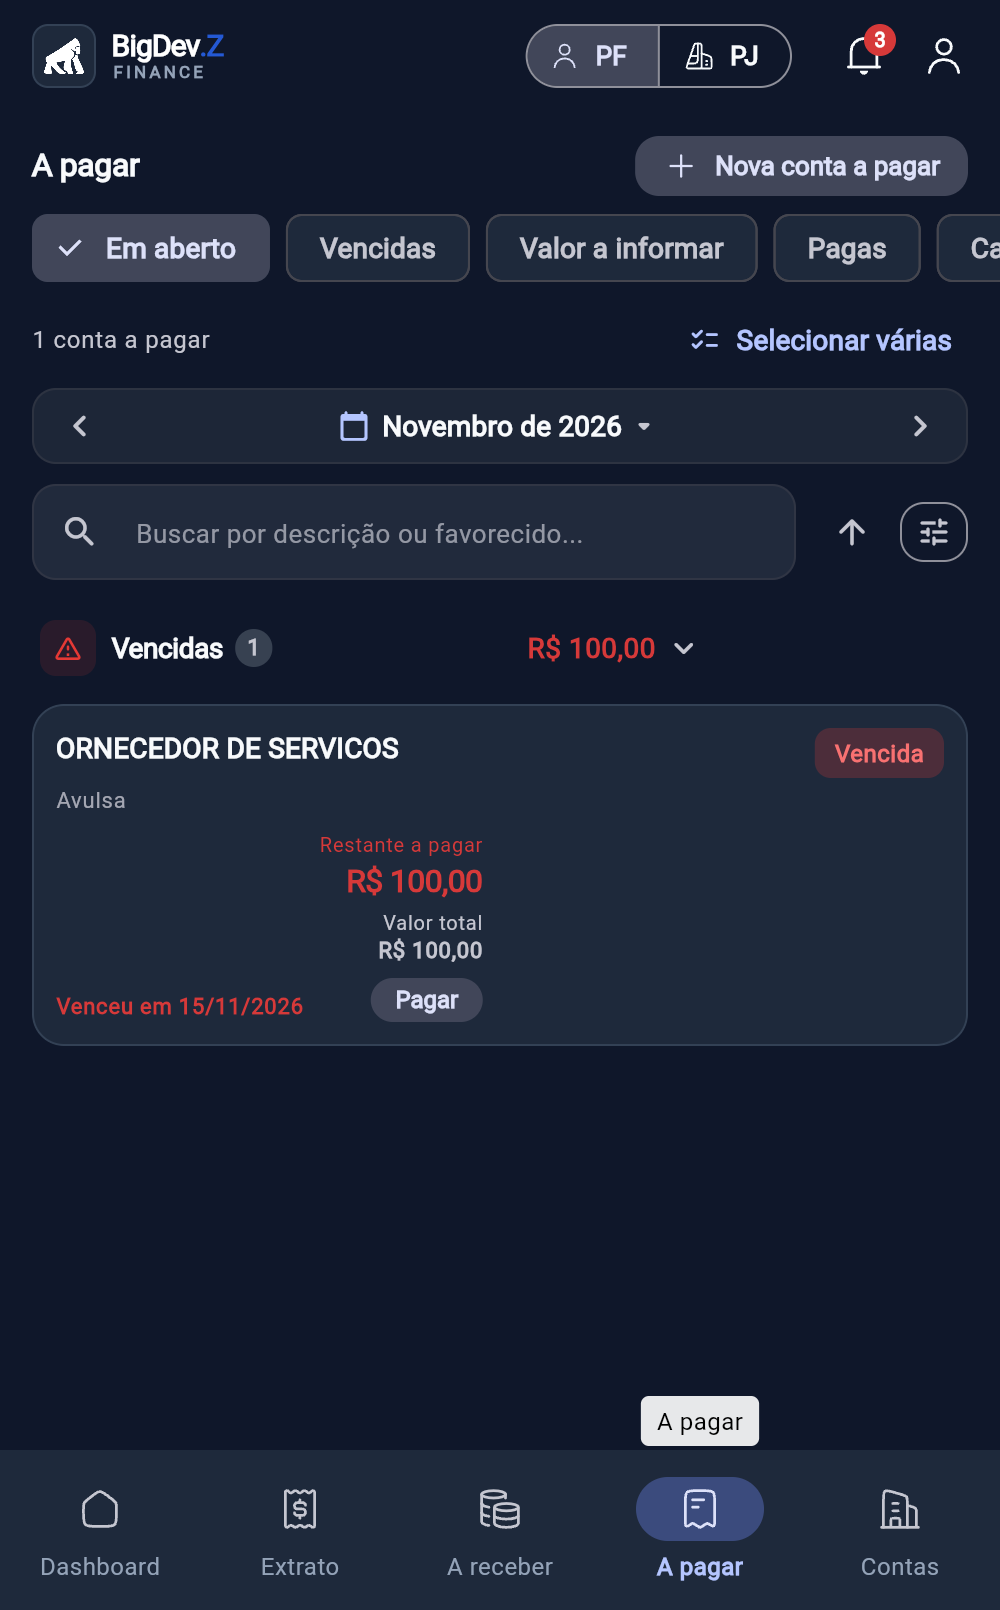 BigDev.Z
FINANCE
PF
PJ
3
A pagar
Nova conta a pagar
Em aberto
Vencidas
Valor a informar
Pagas
Ca
1 conta a pagar
Selecionar várias
Novembro de 2026
Buscar por descrição ou favorecido...
Vencidas 1
R$ 100,00
ORNECEDOR DE SERVICOS
Vencida
Avulsa
Restante a pagar
R$ 100,00
Valor total
R$ 100,00
Venceu em 15/11/2026
Pagar
A pagar
Dashboard
Extrato
A receber
A pagar
Contas